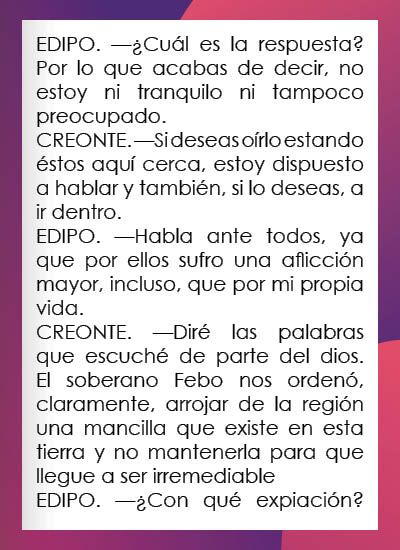 EDIPO. —¿Cuál es la respuesta?
Por lo que acabas de decir, no
estoy ni tranquilo ni tampoco
preocupado.
CREONTE. —Si deseas oírlo estando
éstos aquí cerca, estoy dispuesto
a hablar y también, si lo deseas, a
ir dentro.
EDIPO. —Habla ante todos, ya
que por ellos sufro una aflicción
mayor, incluso, que por mi propia
vida.
CREONTE. —Diré las palabras
que escuché de parte del dios.
El soberano Febo nos ordenó,
claramente, arrojar de la región
una mancilla que existe en esta
tierra y no mantenerla para que
llegue a ser irremediable
EDIPO. —¿Con qué expiación?